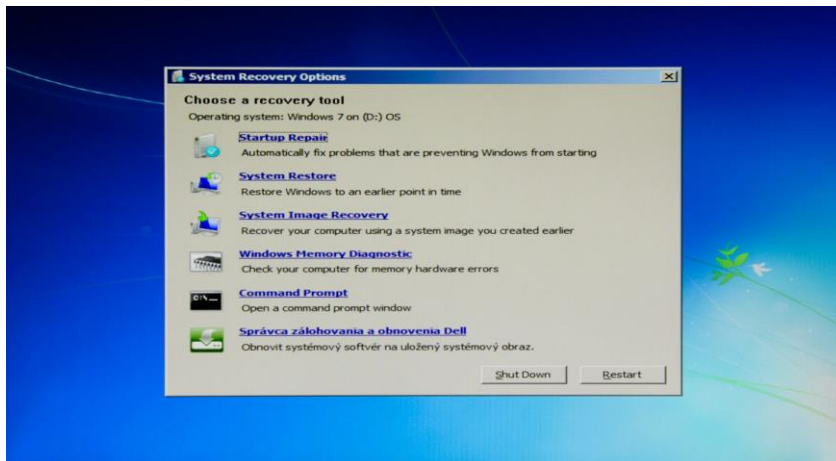 System Recovery Options
Choose a recovery tool
Operating system: Windows 7 on (D:) OS
Startup Repair
Automatically fix problems that are preventing Windows from starting
System Restore
Restore Windows to an earlier point in time
System Image Recovery
Recover your computer using a system image you created earlier
Windows Memory Diagnostic
Check your computer for memory hardware errors
Command Prompt
Open a command prompt window
Správca zálohovania a obnovenia Dell
Obnoviť systémový softvér na uložený systémový obraz.
Shut Down Restart